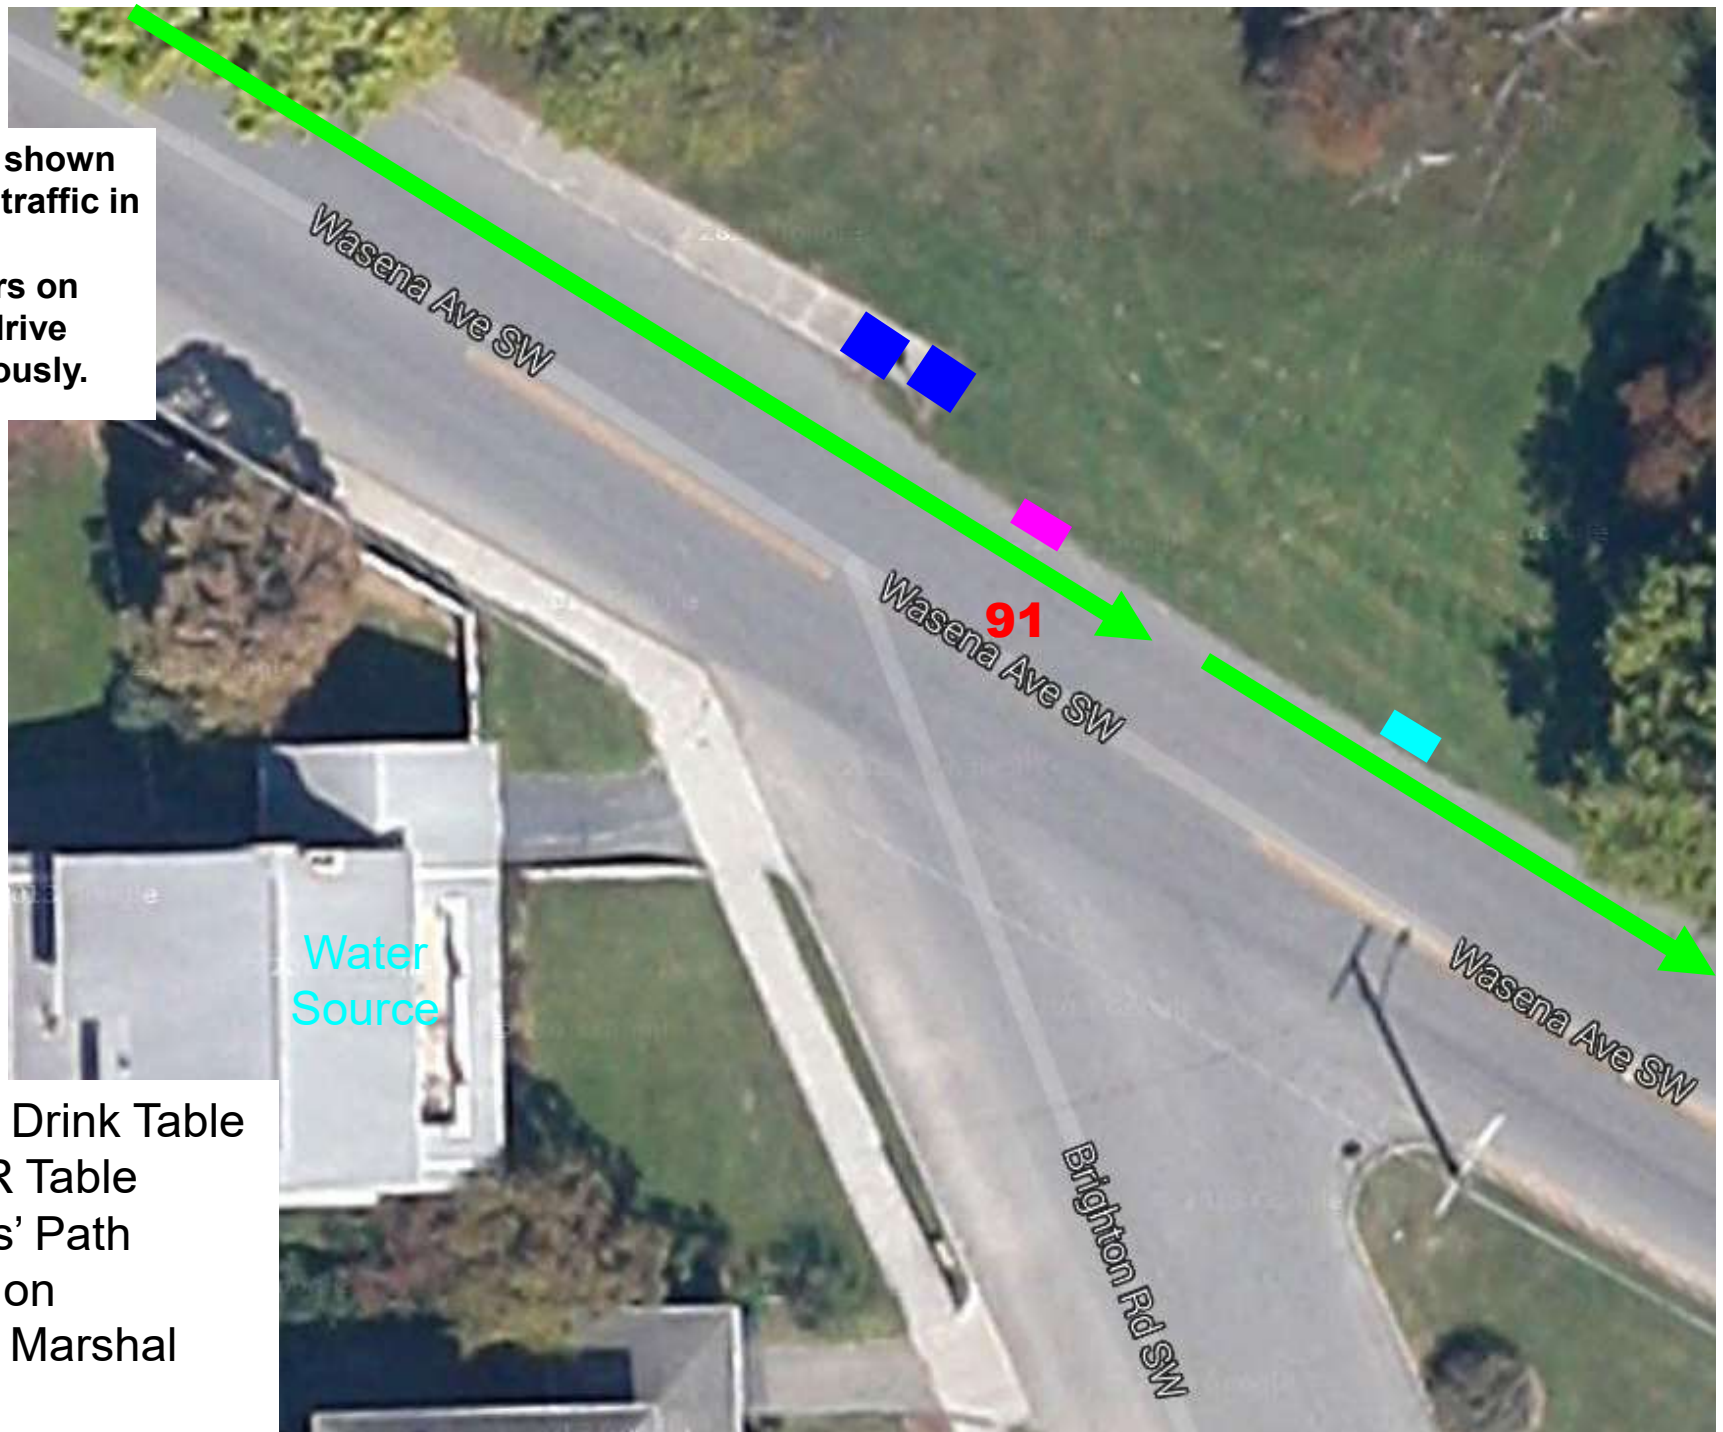 shown
traffic in
rs on
drive
ously.
Wasena Ave SW
Wasena Ave SW
91
Water
Source
Wasena Ave SW
Drink Table
R Table
s’ Path
on
Marshal
Brighton Rd SW